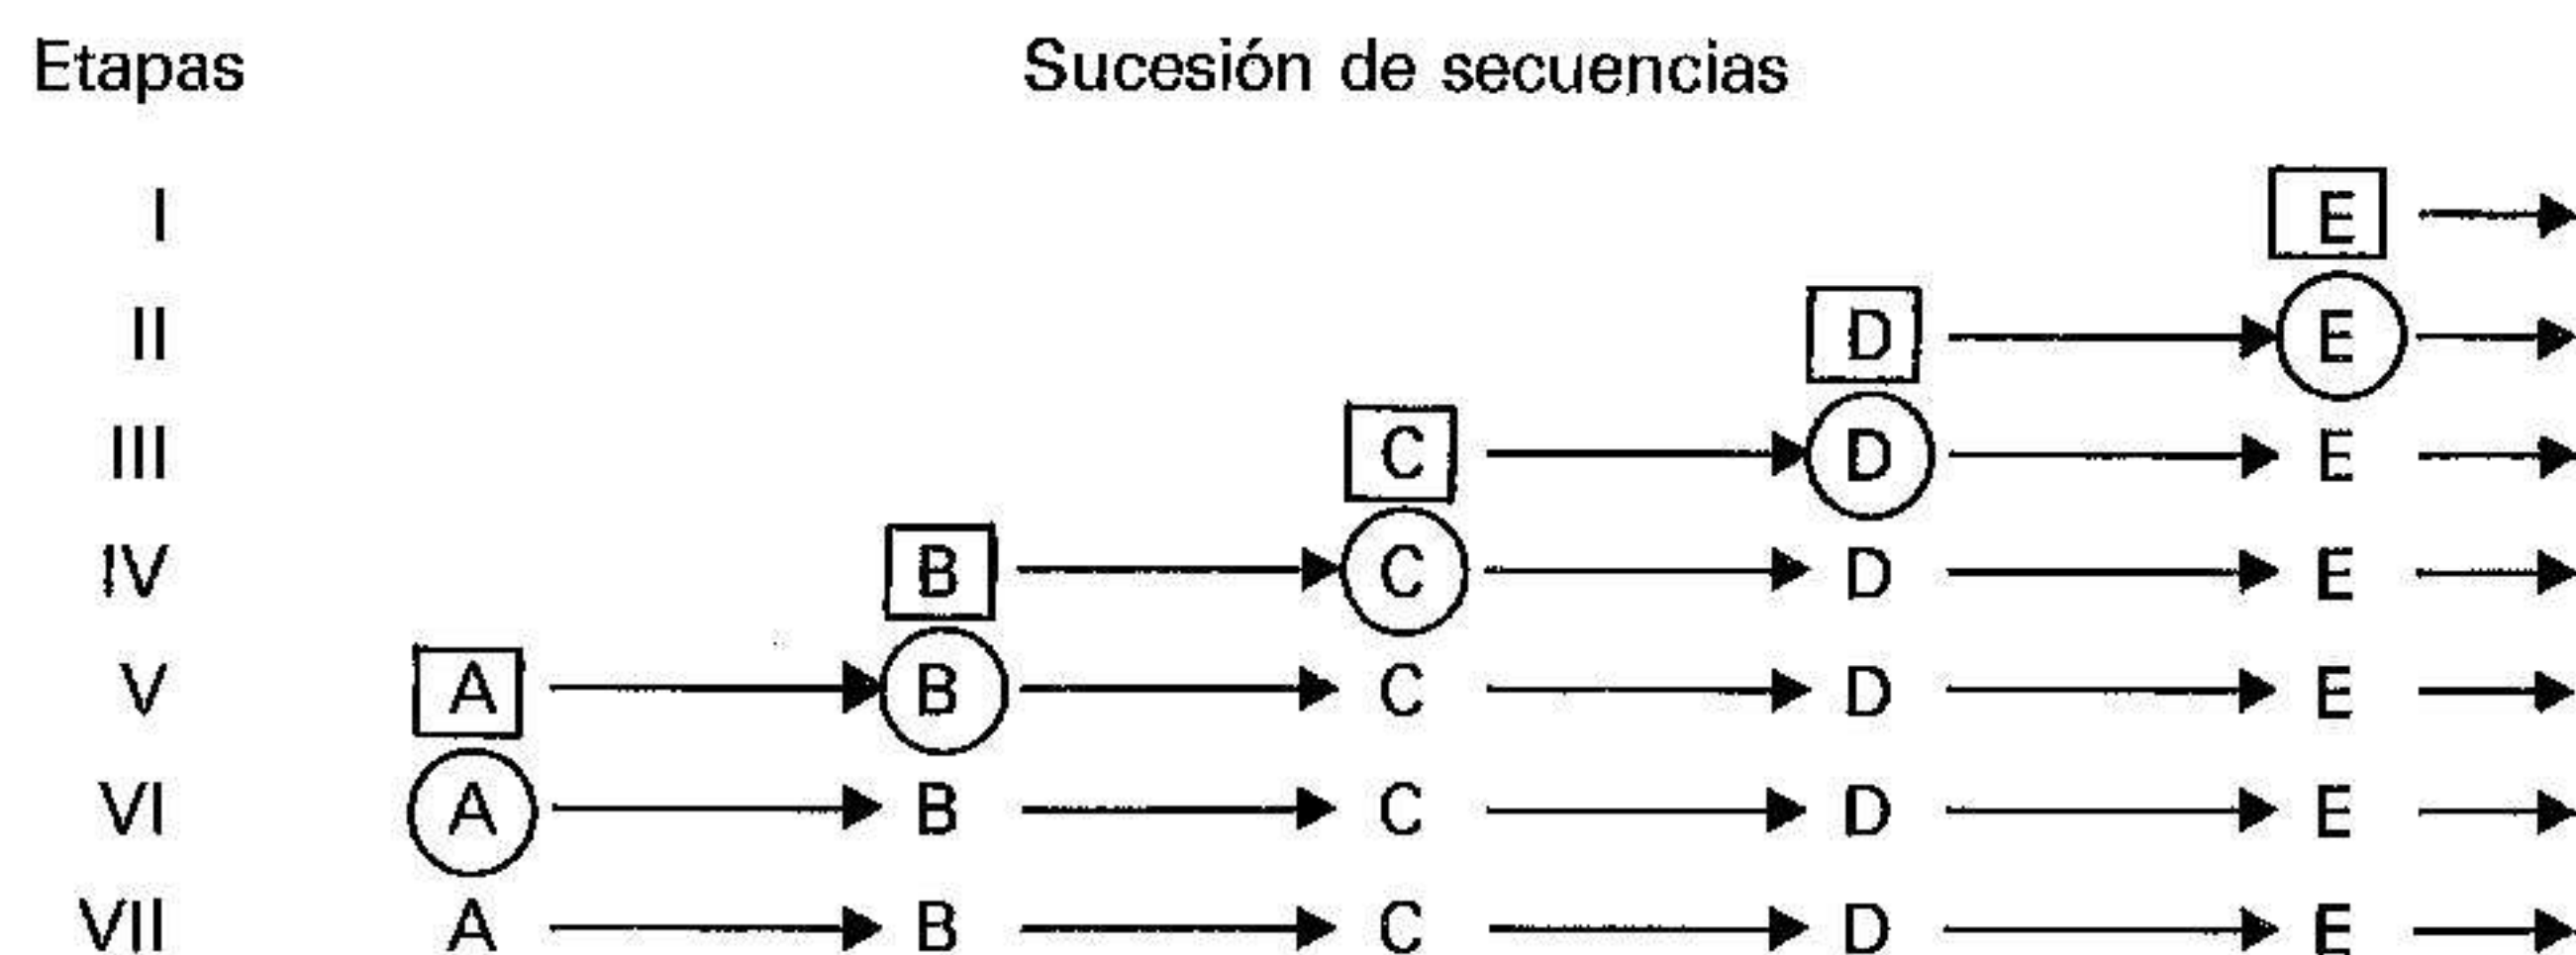 Etapas Sucesión de secuencias
I E
II D E
III C D E
IV B C D E
V A B C D E
VI A B C D E
VII A B C D E